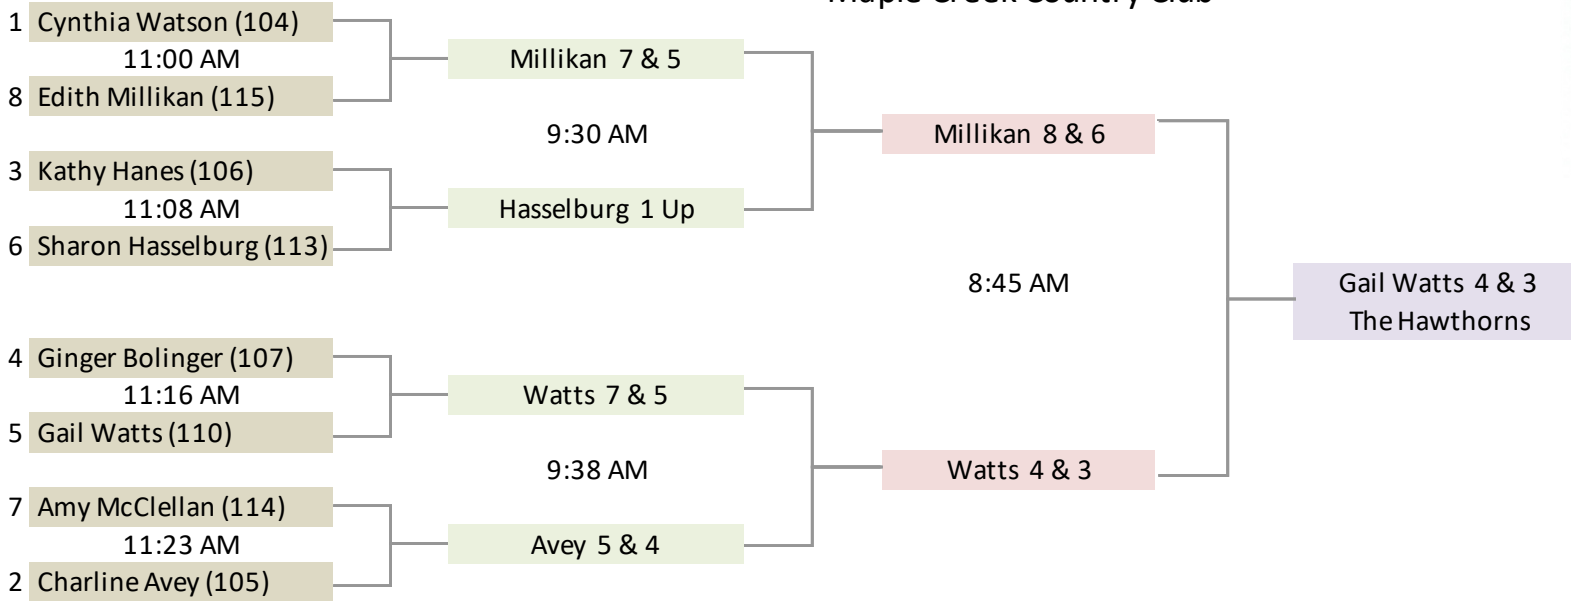 Maple Creek Country Club
1 Cynthia Watson (104)
11:00 AM
8 Edith Millikan (115)
Millikan 7 & 5
9:30 AM
3 Kathy Hanes (106)
11:08 AM
6 Sharon Hasselburg (113)
Hasselburg 1 Up
Millikan 8 & 6
8:45 AM
4 Ginger Bolinger (107)
11:16 AM
5 Gail Watts (110)
Watts 7 & 5
9:38 AM
7 Amy McClellan (114)
11:23 AM
2 Charline Avey (105)
Avey 5 & 4
Watts 4 & 3
Gail Watts 4 & 3
The Hawthorns